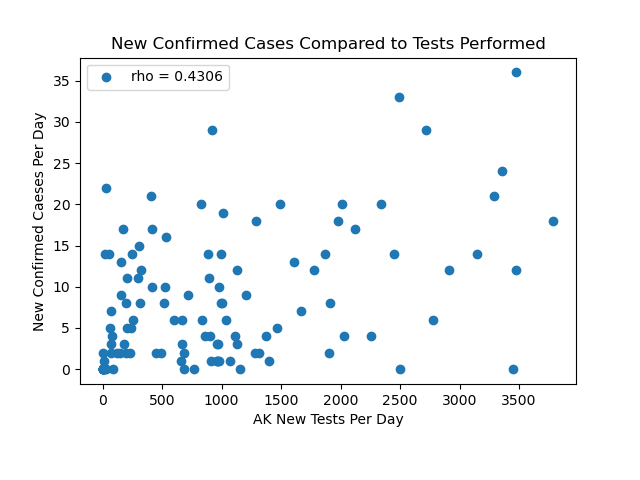 New Confirmed Cases Compared to Tests Performed
rho = 0.4306
New Confirmed Caeses Per Day
35
30
25
20
15
10
5
0
0 500 1000 1500 2000 2500 3000 3500
AK New Tests Per Day